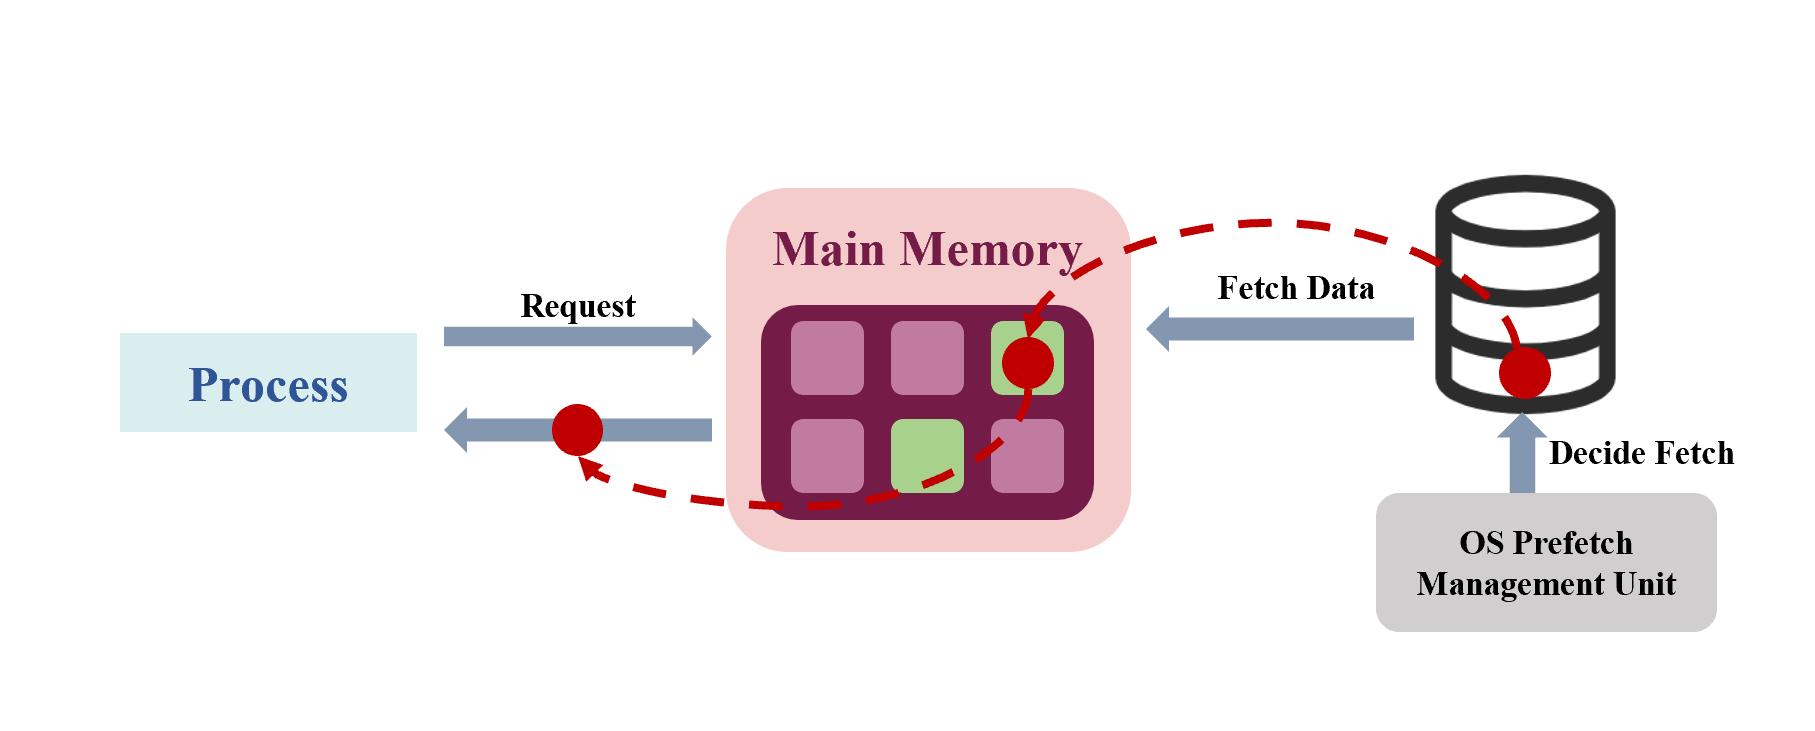 Main Memory
Request
Fetch Data
Process
Decide Fetch
OS Prefetch
Management Unit